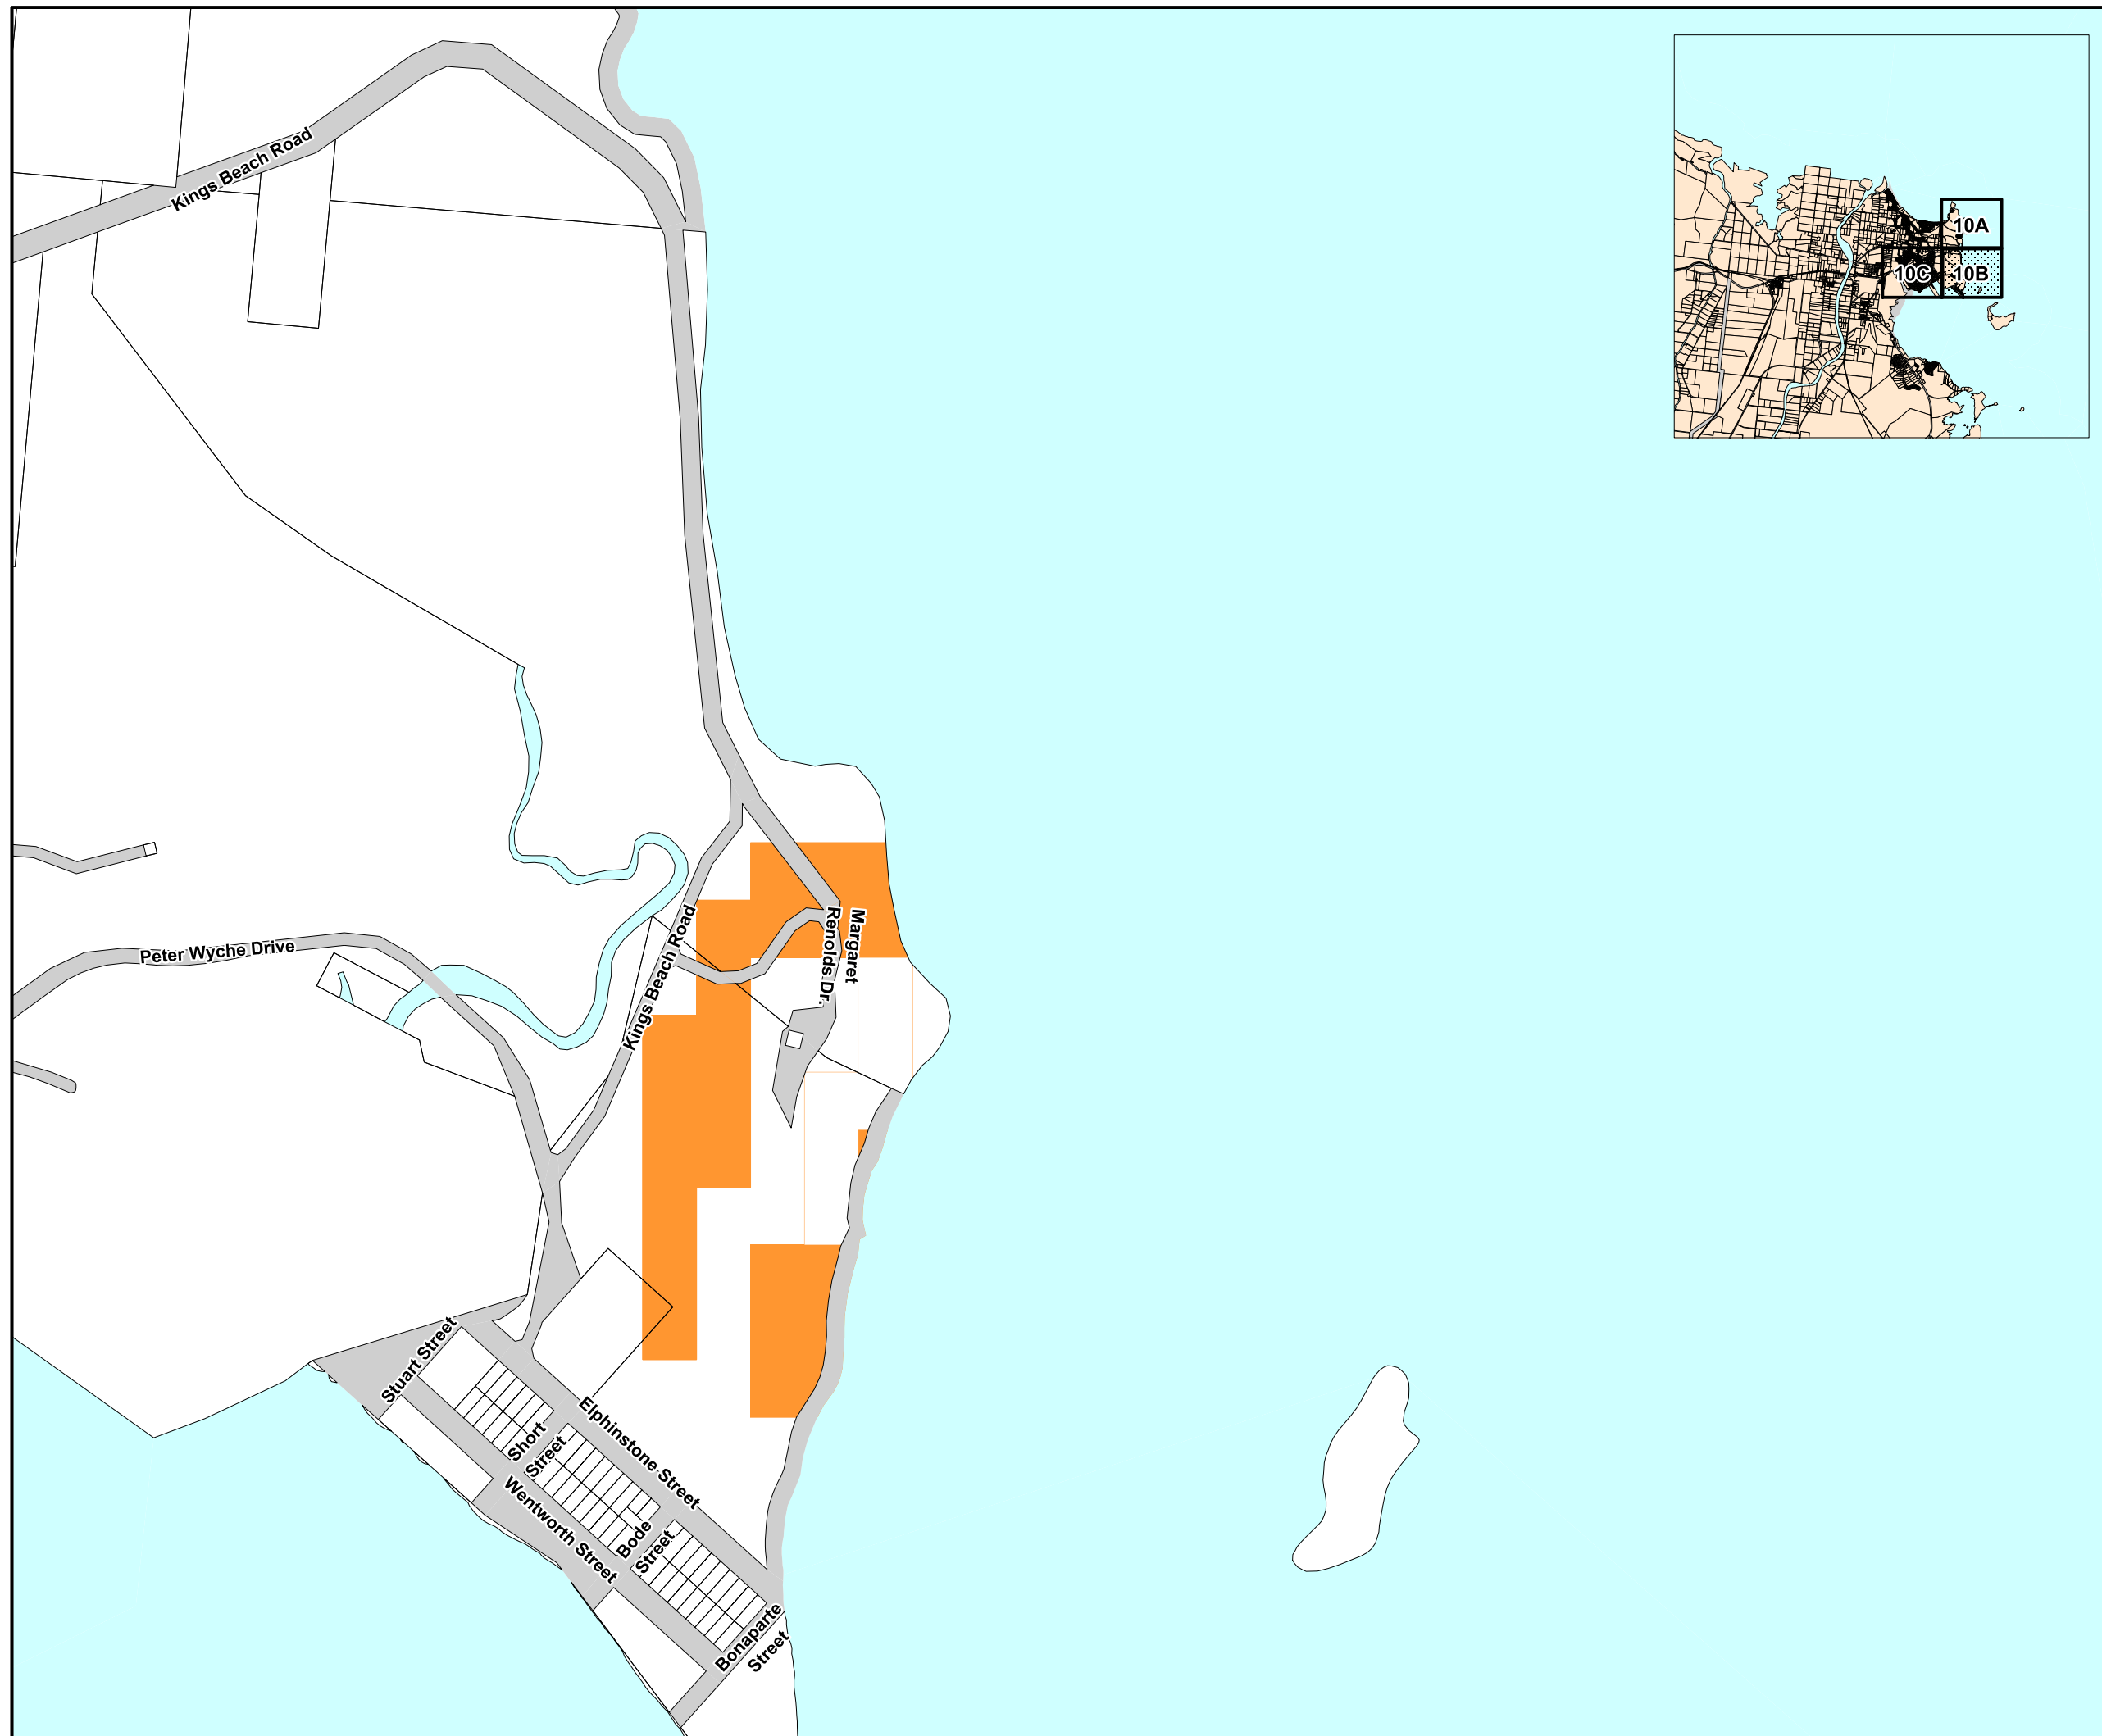 Kings Beach Road
10A
10C
10B
Peter Wyche Drive
Kings Beach Road
Margaret
Renolds Dr.
Stuart Street
Short
Street
Elphinstone Street
Wentworth Street
Bode
Street
Bonaparte
Street